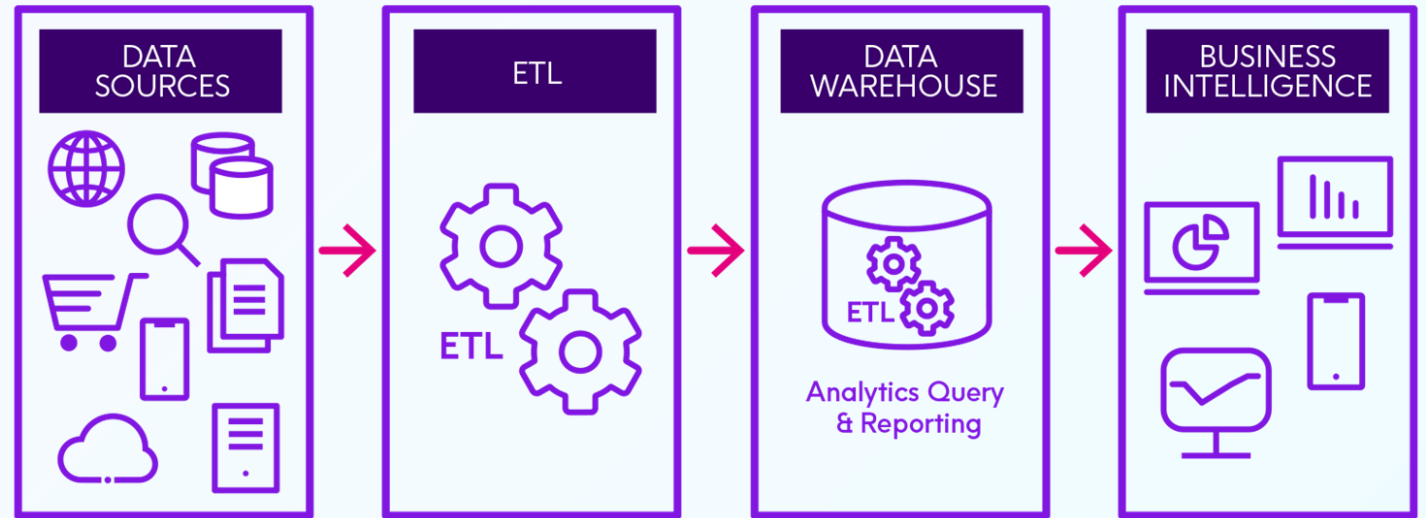 DATA
SOURCES
ETL
ETL
DATA
WAREHOUSE
ETL
Analytics Query
& Reporting
BUSINESS
INTELLIGENCE